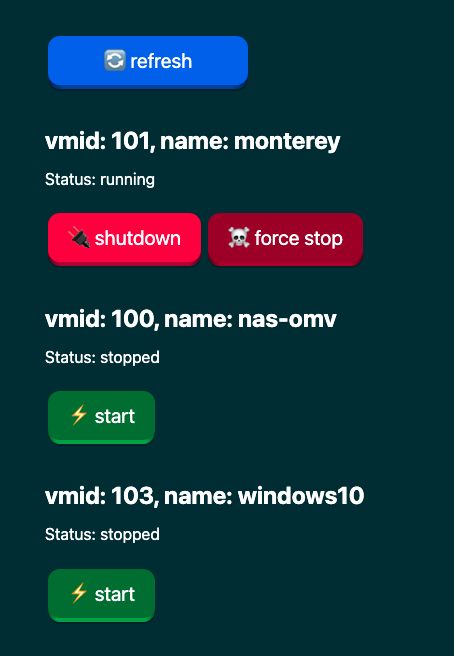 🔄 refresh
vmid: 101, name: monterey
Status: running
🔌 shutdown ☠️ force stop
vmid: 100, name: nas-omv
Status: stopped
⚡ start
vmid: 103, name: windows10
Status: stopped
⚡ start